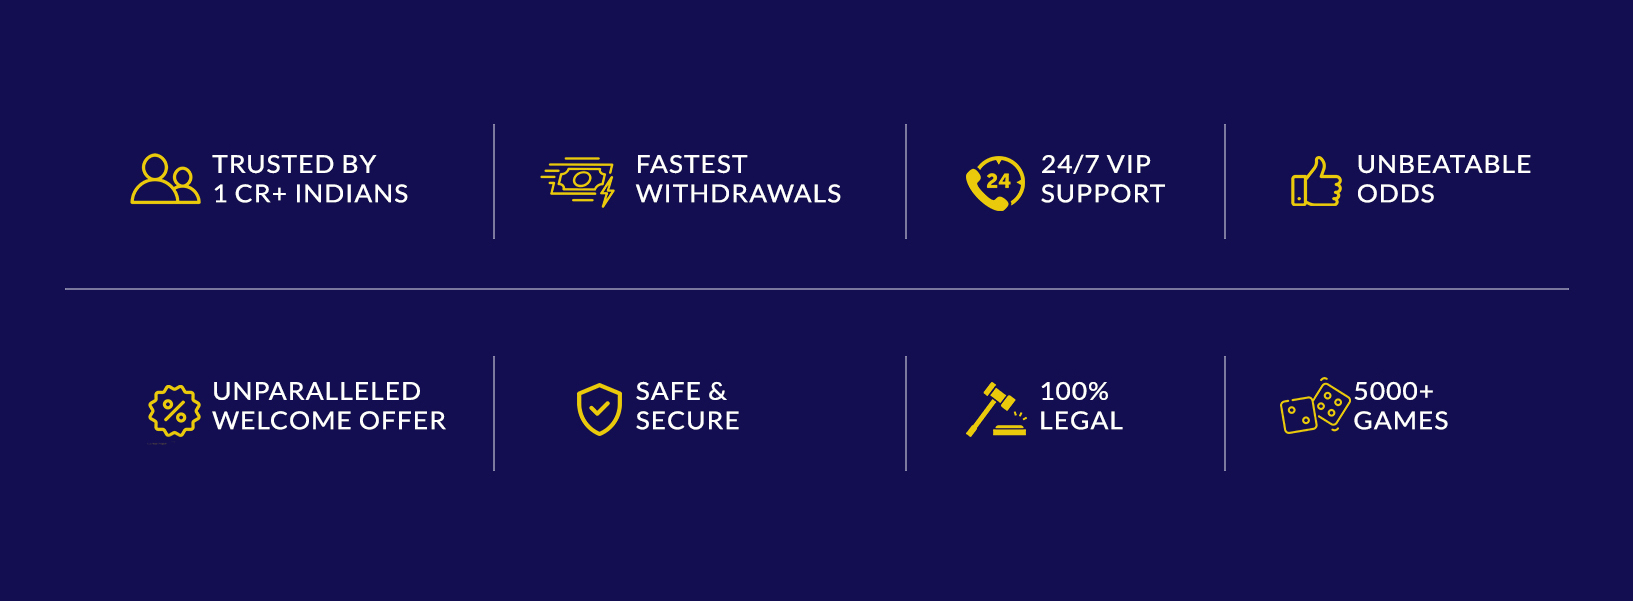 TRUSTED BY
1 CR+ INDIANS
FASTEST
WITHDRAWALS
24
24/7 VIP
SUPPORT
UNBEATABLE
ODDS
%
UNPARALLELED
WELCOME OFFER
SAFE &
SECURE
100%
LEGAL
5000+
GAMES